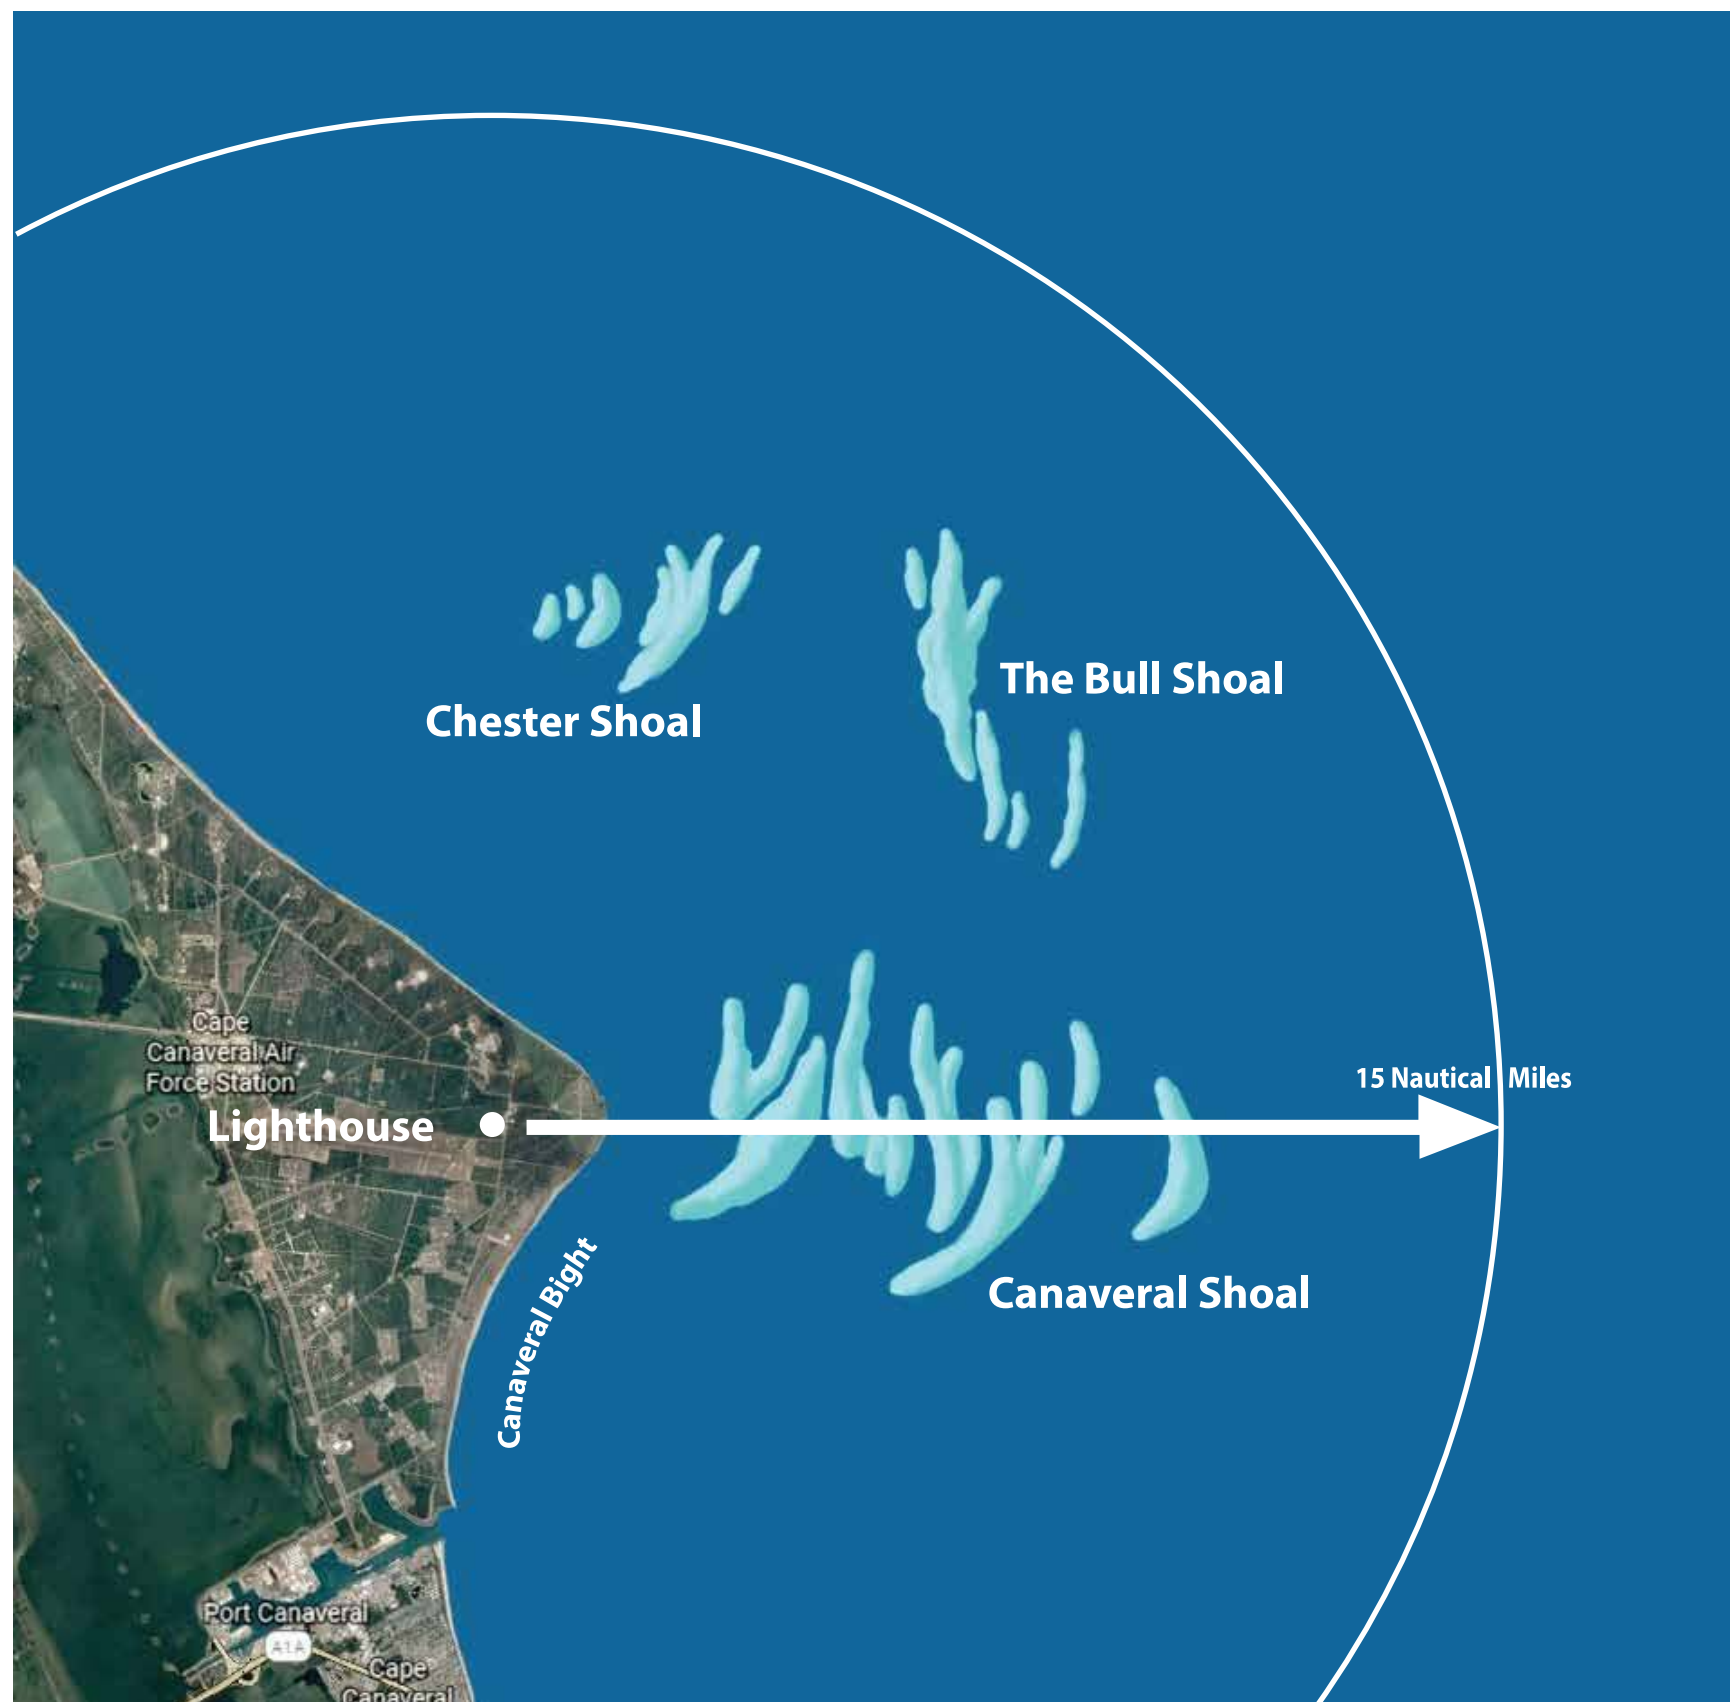 The Bull Shoal
Chester Shoal
Cape
Canaveral Air
Force Station
15 Nautical Miles
Lighthouse
Canaveral Bight
Canaveral Shoal
Port Canaveral
A1A
Cape
Canaveral